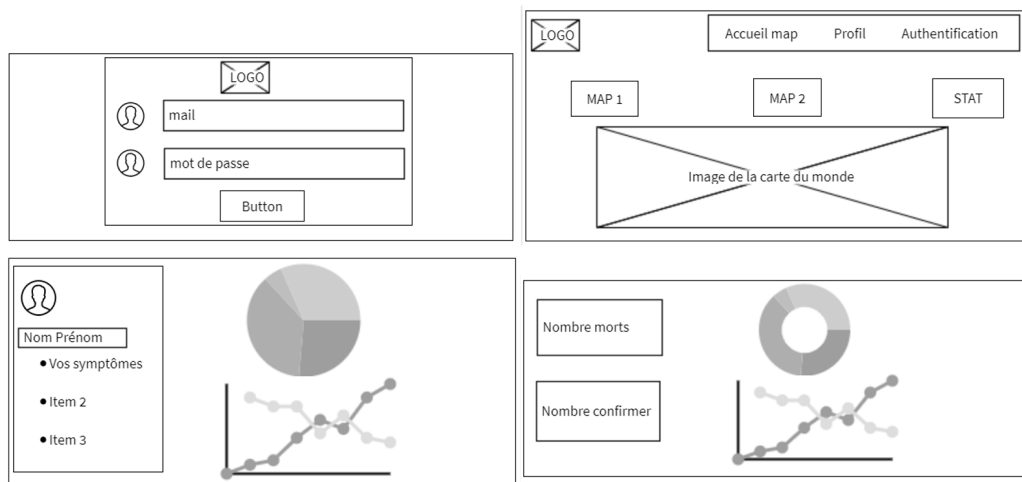 LOGO
mail
mot de passe
Button
LOGO
Accueil map Profil Authentification
MAP 1 MAP 2 STAT
Image de la carte du monde
Nom Prénom
Vos symptômes
Item 2
Item 3
Nombre morts
Nombre confirmer